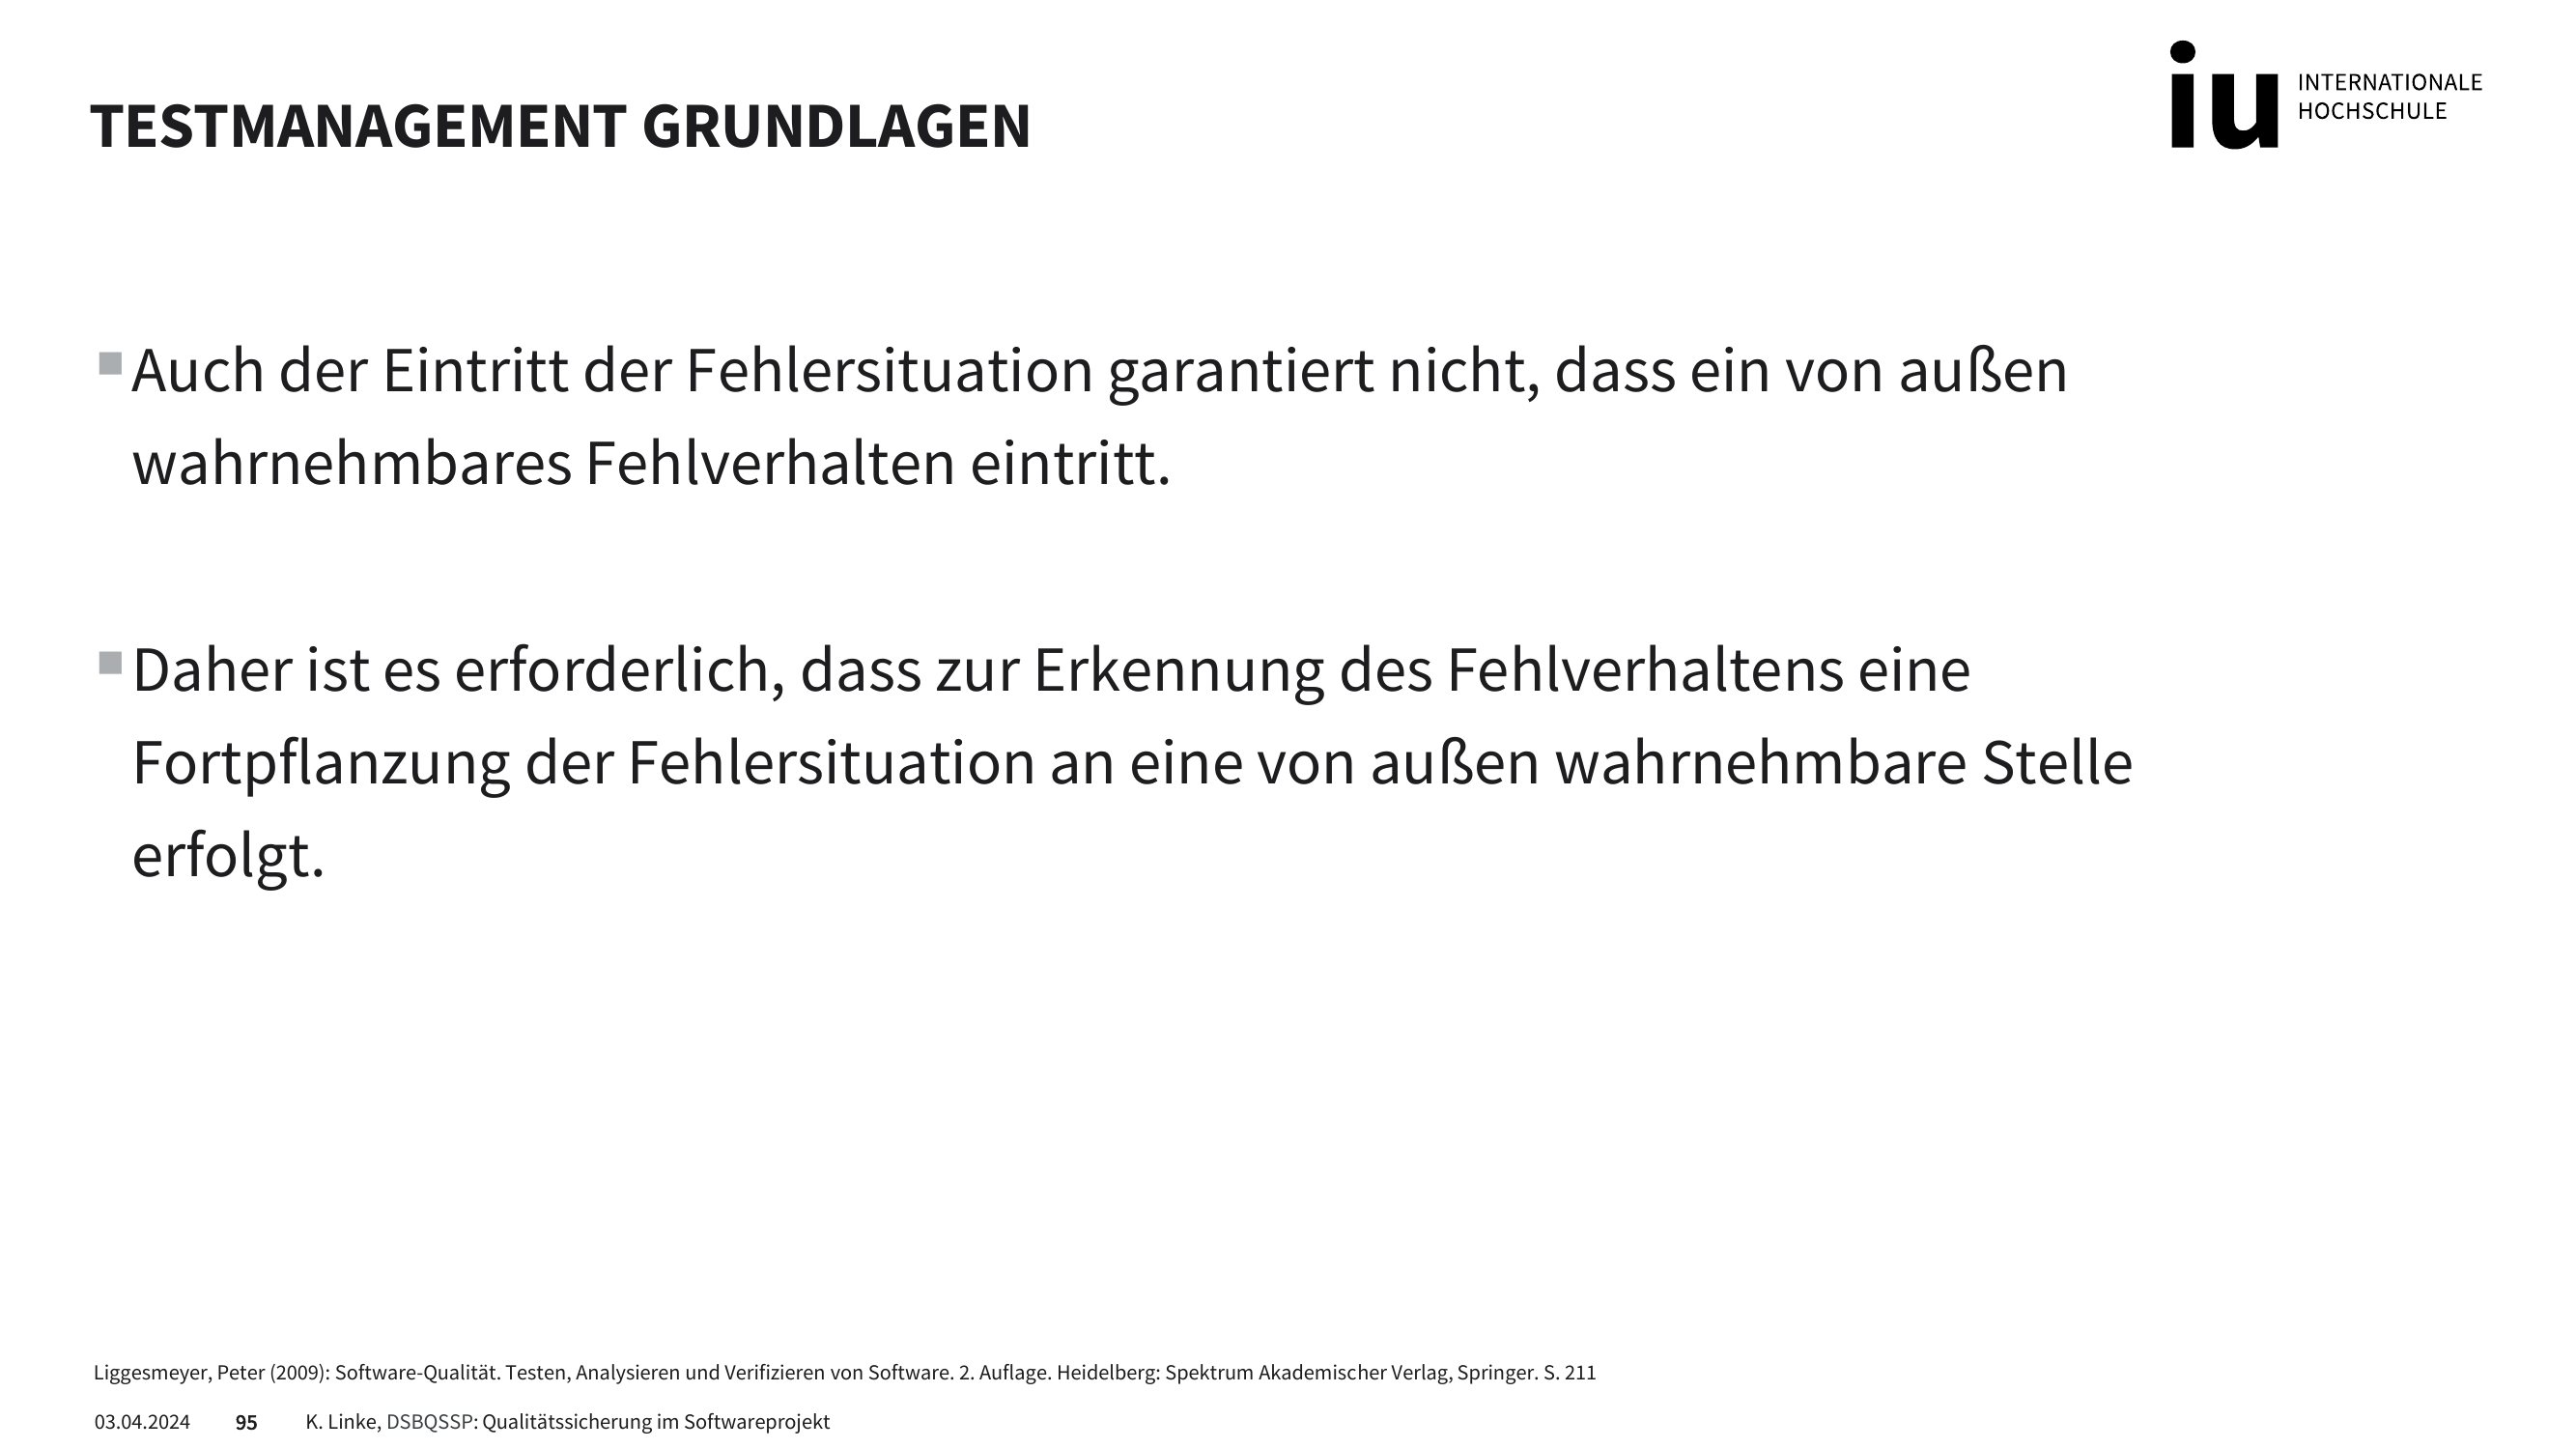 TESTMANAGEMENT GRUNDLAGEN
iu INTERNATIONALE
HOCHSCHULE
Auch der Eintritt der Fehlersituation garantiert nicht, dass ein von außen
wahrnehmbares Fehlverhalten eintritt.
Daher ist es erforderlich, dass zur Erkennung des Fehlverhaltens eine
Fortpflanzung der Fehlersituation an eine von außen wahrnehmbare Stelle
erfolgt.
Liggesmeyer, Peter (2009): Software-Qualität. Testen, Analysieren und Verifizieren von Software. 2. Auflage. Heidelberg: Spektrum Akademischer Verlag, Springer. S. 211
03.04.2024 95 K. Linke, DSBQSSP: Qualitätssicherung im Softwareprojekt